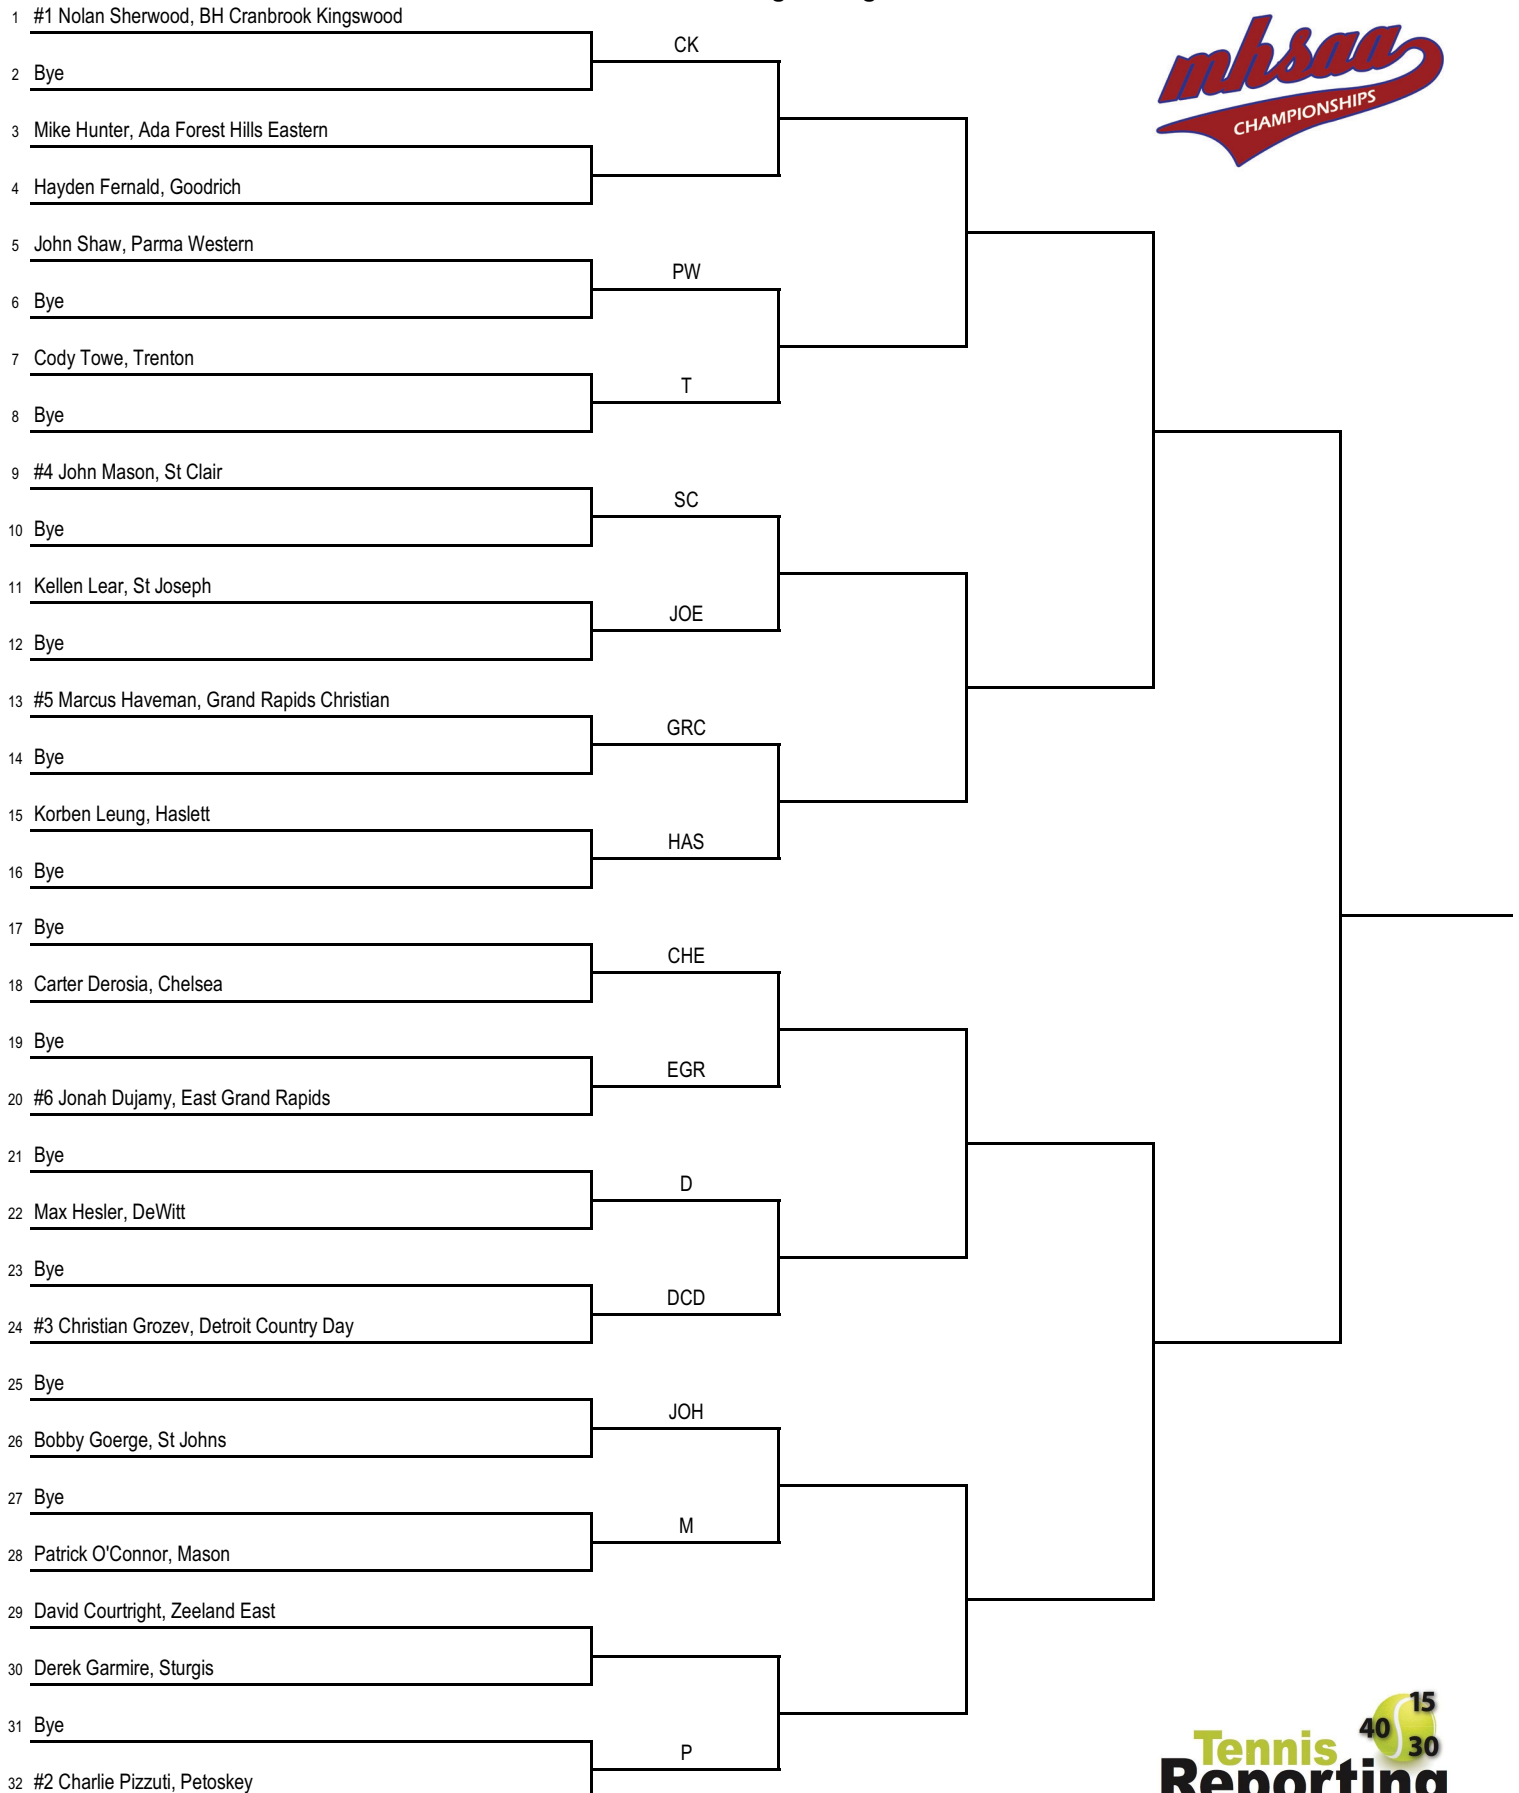 1 #1 Nolan Sherwood, BH Cranbrook Kingswood
CK
2 Bye
3 Mike Hunter, Ada Forest Hills Eastern
4 Hayden Fernald, Goodrich
5 John Shaw, Parma Western
PW
6 Bye
7 Cody Towe, Trenton
T
8 Bye
9 #4 John Mason, St Clair
SC
10 Bye
11 Kellen Lear, St Joseph
JOE
12 Bye
13 #5 Marcus Haveman, Grand Rapids Christian
GRC
14 Bye
15 Korben Leung, Haslett
HAS
16 Bye
17 Bye
CHE
18 Carter Derosia, Chelsea
19 Bye
EGR
20 #6 Jonah Dujamy, East Grand Rapids
21 Bye
D
22 Max Hesler, DeWitt
23 Bye
DCD
24 #3 Christian Grozev, Detroit Country Day
25 Bye
JOH
26 Bobby Goerge, St Johns
27 Bye
M
28 Patrick O'Connor, Mason
29 David Courtright, Zeeland East
30 Derek Garmire, Sturgis
31 Bye
P
32 #2 Charlie Pizzuti, Petoskey
mhsaa
CHAMPIONSHIPS
15
40
30
Tennis
Reporting